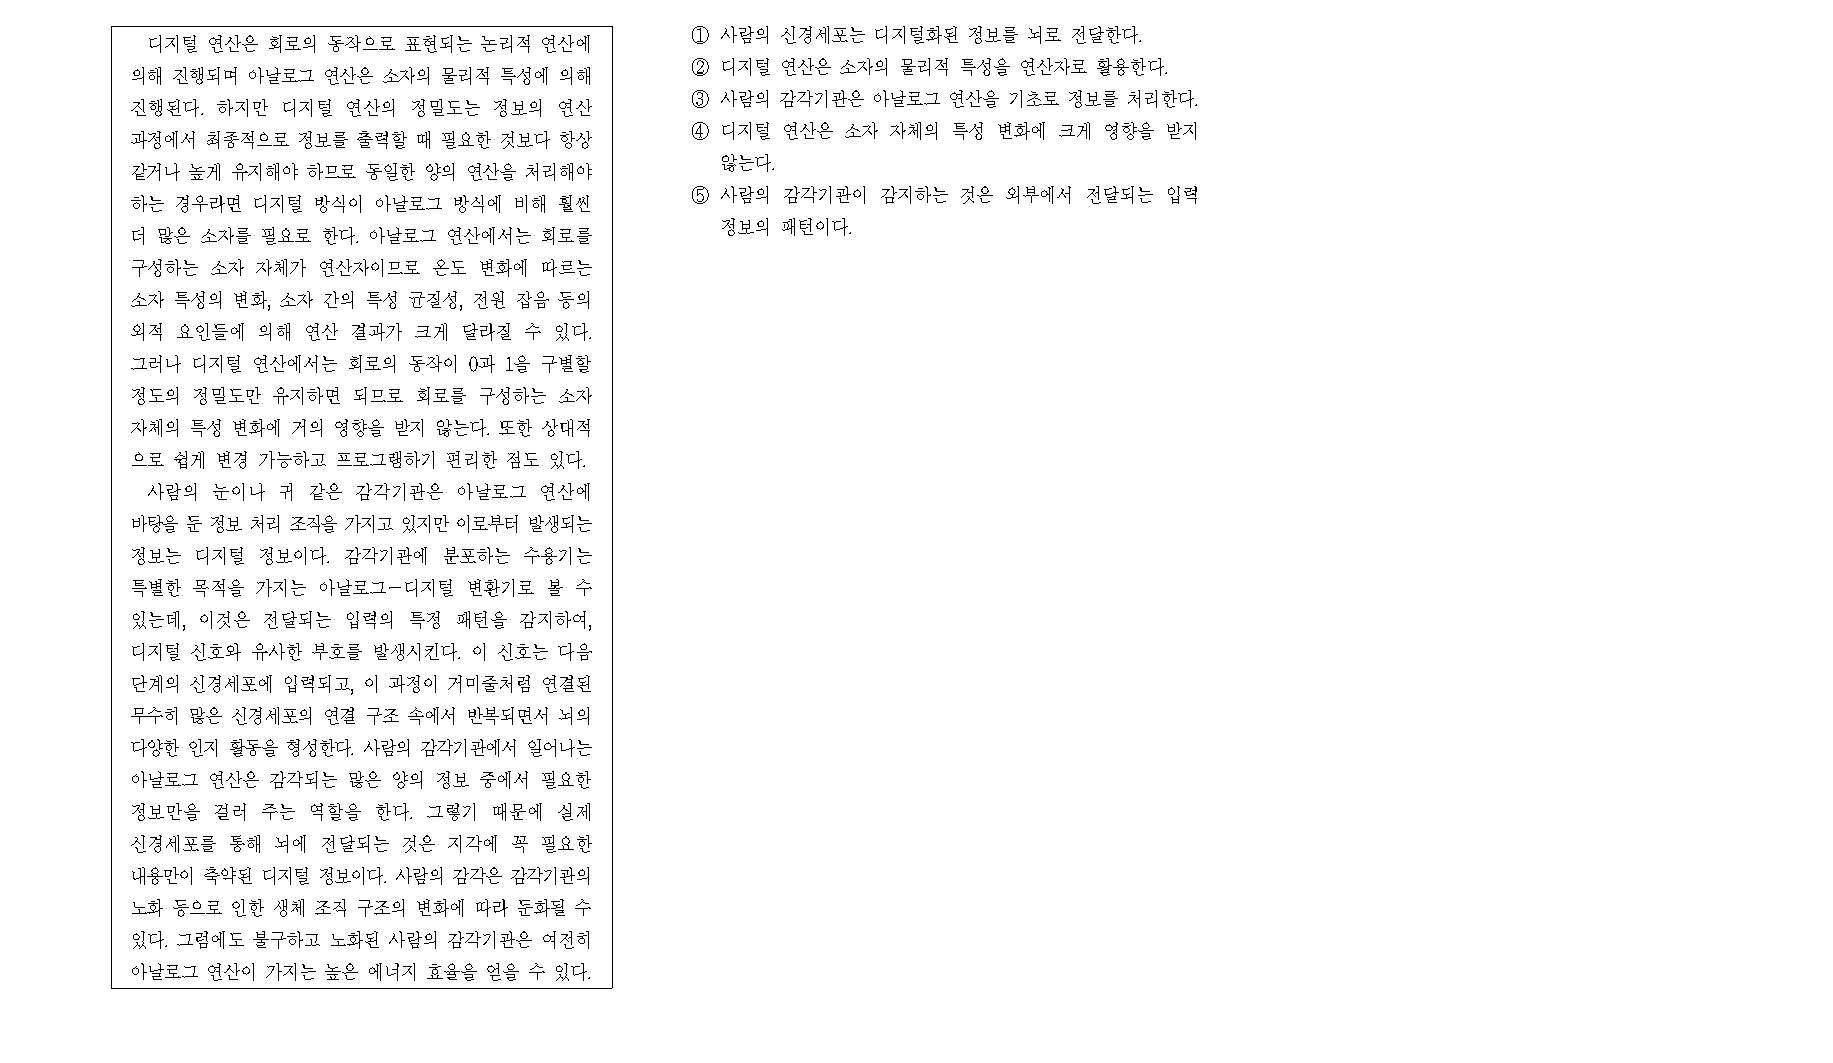 디지털 연산은 회로의 동작으로 표현되는 논리적 연산에
의해 진행되며 아날로그 연산은 소자의 물리적 특성에 의해
진행된다. 하지만 디지털 연산의 정밀도는 정보의 연산
과정에서 최종적으로 정보를 출력할 때 필요한 것보다 항상
같거나 높게 유지해야 하므로 동일한 양의 연산을 처리해야
하는 경우라면 디지털 방식이 아날로그 방식에 비해 훨씬
더 많은 소자를 필요로 한다. 아날로그 연산에서는 회로를
구성하는 소자 자체가 연산자이므로 온도 변화에 따르는
소자 특성의 변화, 소자 간의 특성 균질성, 전원 잡음 등의
외적 요인들에 의해 연산 결과가 크게 달라질 수 있다.
그러나 디지털 연산에서는 회로의 동작이 0과 1을 구별할
정도의 정밀도만 유지하면 되므로 회로를 구성하는 소자
자체의 특성 변화에 거의 영향을 받지 않는다. 또한 상대적
으로 쉽게 변경 가능하고 프로그램하기 편리한 점도 있다.
사람의 눈이나 귀 같은 감각기관은 아날로그 연산에
바탕을 둔 정보 처리 조직을 가지고 있지만 이로부터 발생되는
정보는 디지털 정보이다. 감각기관에 분포하는 수용기는
특별한 목적을 가지는 아날로그-디지털 변환기로 볼 수
있는데, 이것은 전달되는 입력의 특정 패턴을 감지하여,
디지털 신호와 유사한 부호를 발생시킨다. 이 신호는 다음
단계의 신경세포에 입력되고, 이 과정이 거미줄처럼 연결된
무수히 많은 신경세포의 연결 구조 속에서 반복되면서 뇌의
다양한 인지 활동을 형성한다. 사람의 감각기관에서 일어나는
아날로그 연산은 감각되는 많은 양의 정보 중에서 필요한
정보만을 걸러 주는 역할을 한다. 그렇기 때문에 실제
신경세포를 통해 뇌에 전달되는 것은 지각에 꼭 필요한
내용만이 축약된 디지털 정보이다. 사람의 감각은 감각기관의
노화 등으로 인한 생체 조직 구조의 변화에 따라 둔화될 수
있다. 그럼에도 불구하고 노화된 사람의 감각기관은 여전히
아날로그 연산이 가지는 높은 에너지 효율을 얻을 수 있다.
① 사람의 신경세포는 디지털화된 정보를 뇌로 전달한다.
② 디지털 연산은 소자의 물리적 특성을 연산자로 활용한다.
③ 사람의 감각기관은 아날로그 연산을 기초로 정보를 처리한다.
④ 디지털 연산은 소자 자체의 특성 변화에 크게 영향을 받지
않는다.
⑤ 사람의 감각기관이 감지하는 것은 외부에서 전달되는 입력
정보의 패턴이다.